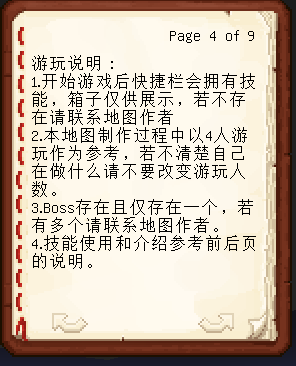 Page 4 of 9
游玩说明：
1.开始游戏后快捷栏会拥有技
能，箱子仅供展示，若不存
在请联系地图作者
2.本地图制作过程中以4人游
玩作为参考，若不清楚自己
在做什么请不要改变游玩人
数。
3.Boss存在且仅存在一个，若
有多个请联系地图作者。
4.技能使用和介绍参考前后页
的说明。